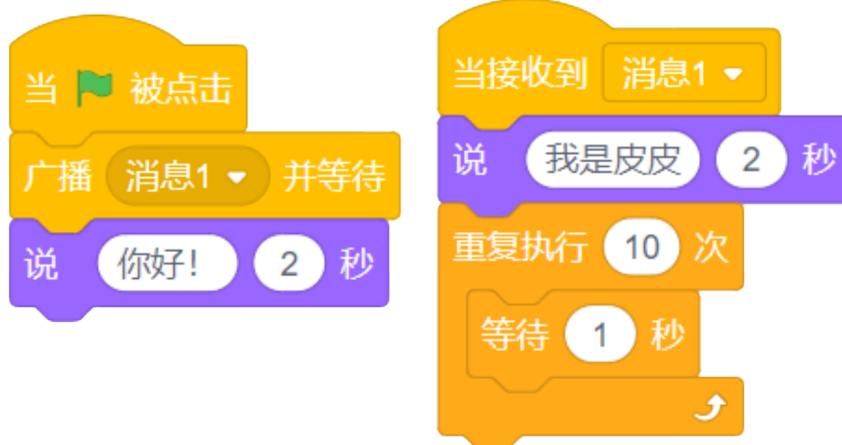 当 被点击
广播 消息1 并等待
说 你好！ 2 秒
当接收到 消息1
说 我是皮皮 2 秒
重复执行 10 次
等待 1 秒